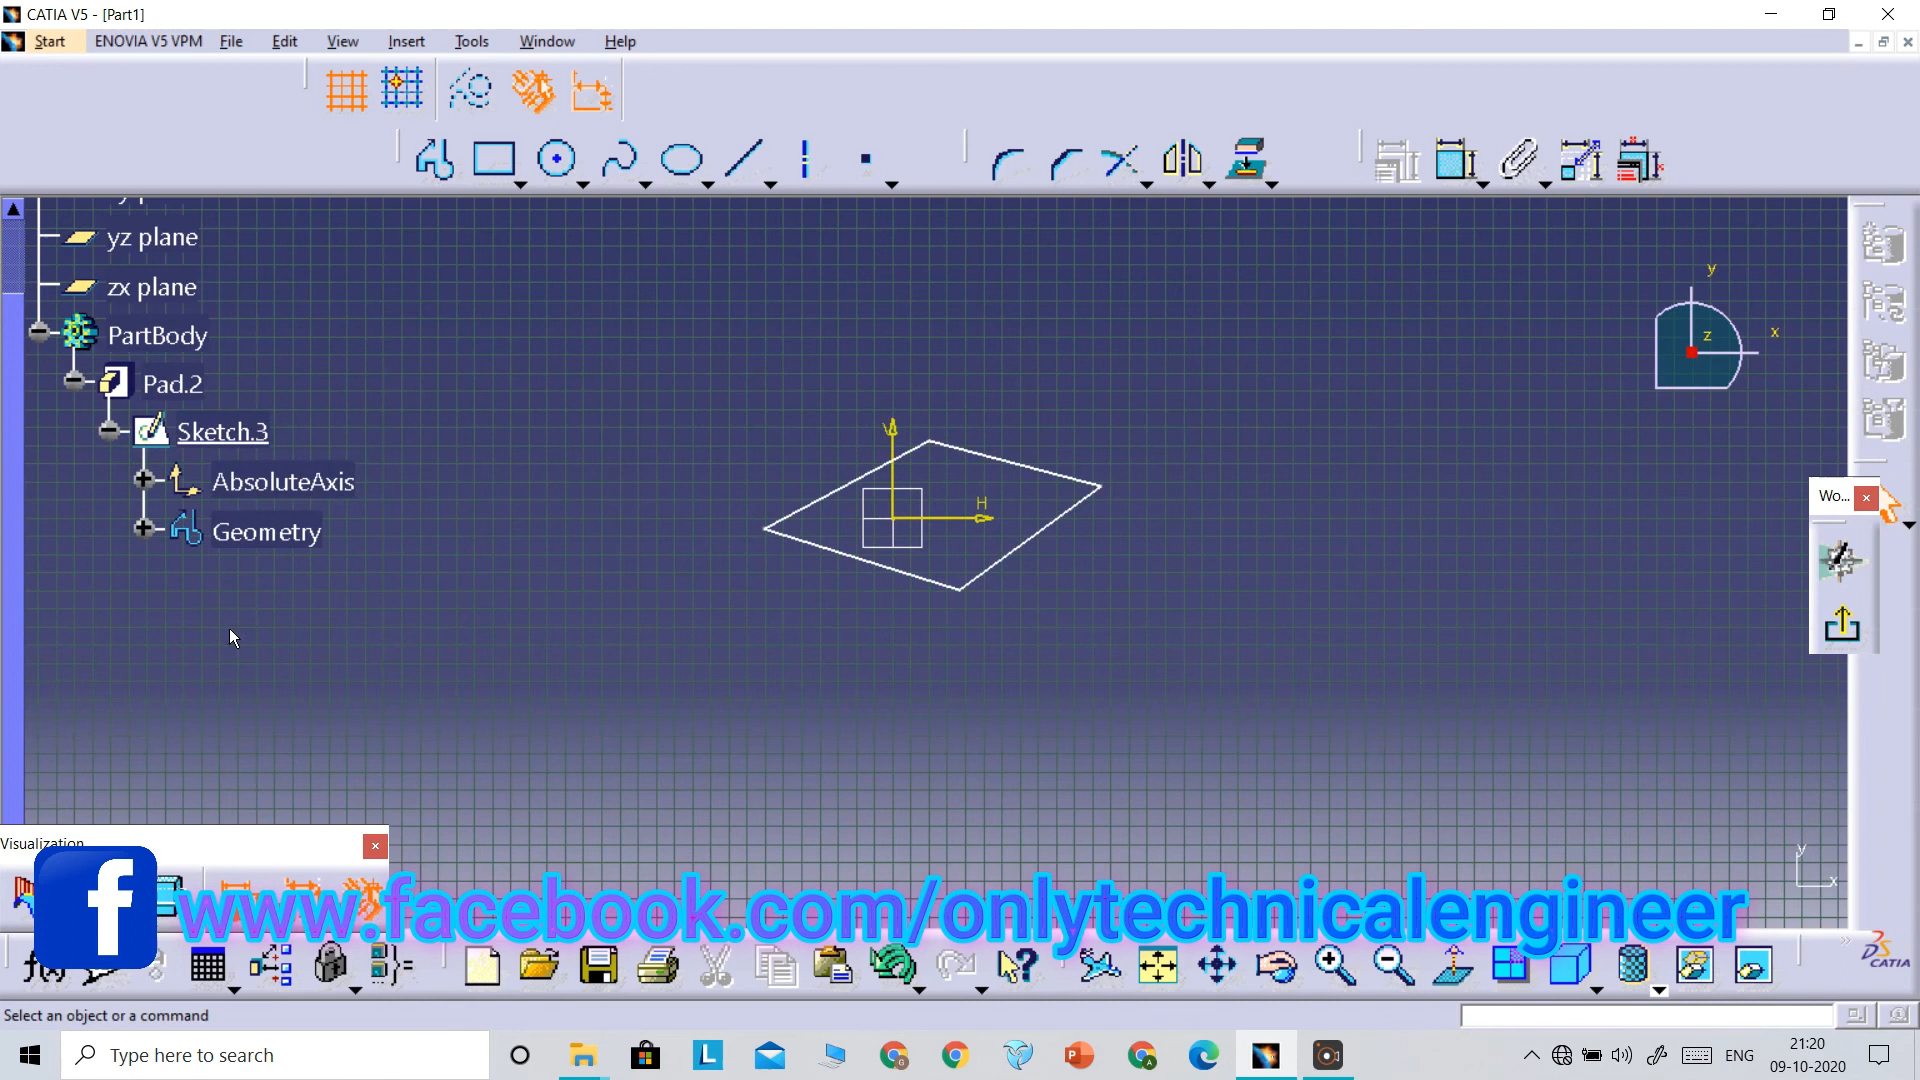 CATIA V5 - [Part1]
Start ENOVIA V5 VPM File Edit View Insert Tools Window Help
yz plane
zx plane
PartBody
Pad.2
Sketch.3
AbsoluteAxis
Geometry
V
H
y
x
z
Wo...
Visualization
f www.facebook.com/onlytechnicalengineer
y
x
f(x)
CATIA
Select an object or a command
Type here to search
ENG
21:20
09-10-2020